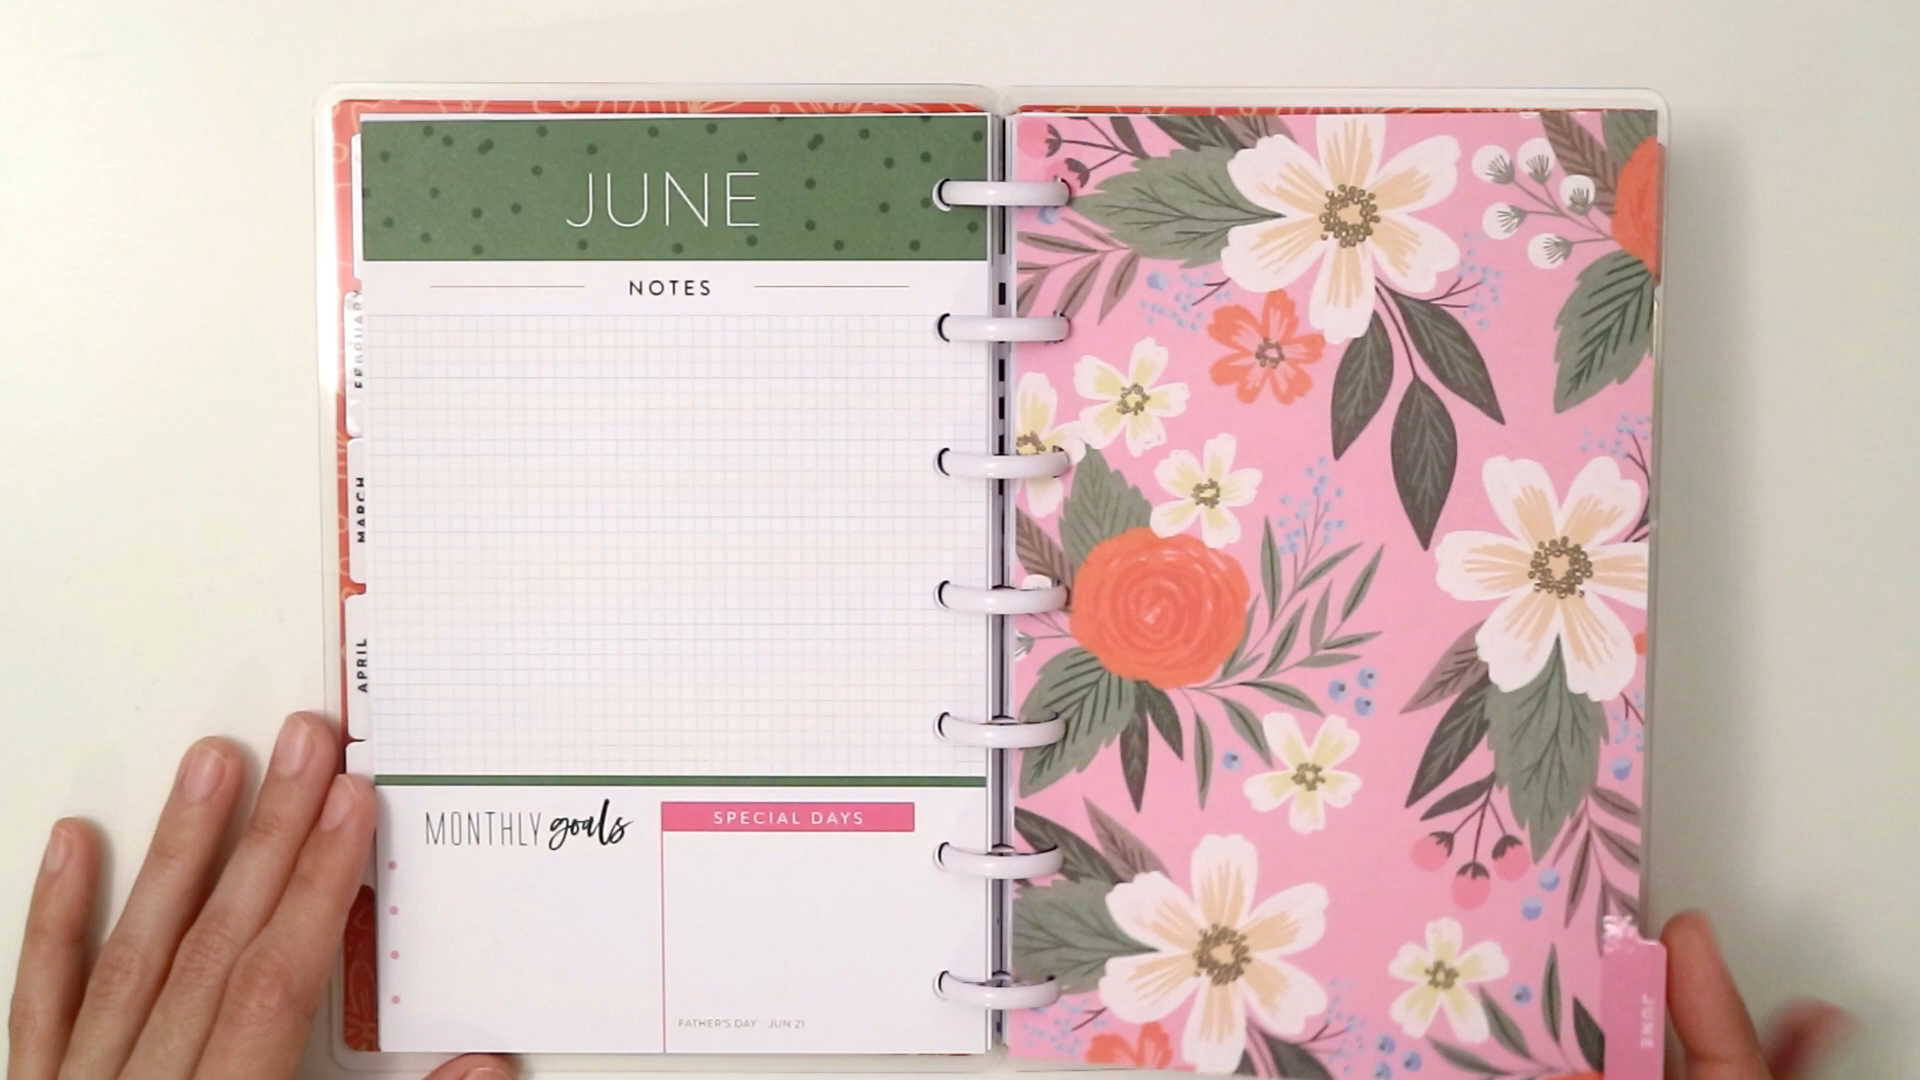 JUNE
NOTES
FEBRUARY
MARCH
APRIL
MONTHLY goals
SPECIAL DAYS
FATHER'S DAY · JUN 21
JUNE